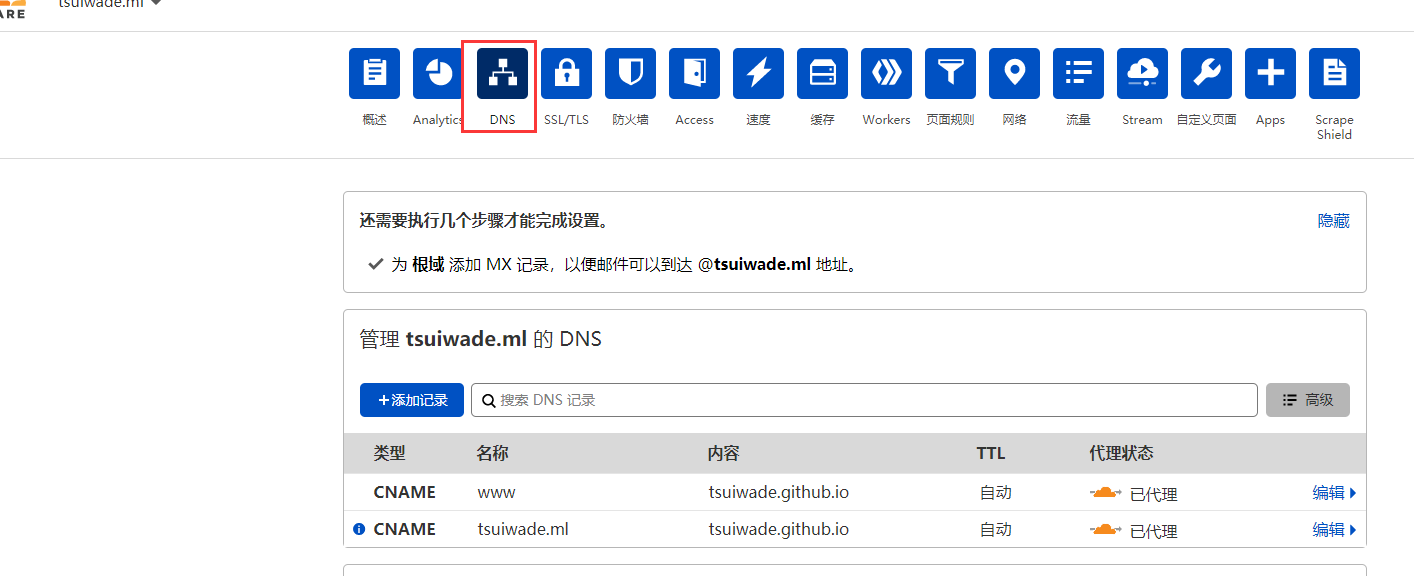 ARE
tsuiwade.ml
概述 Analytics DNS SSL/TLS 防火墙 Access 速度 缓存 Workers 页面规则 网络 流量 Stream 自定义页面 Apps Scrape
Shield
还需要执行几个步骤才能完成设置。 隐藏
为 根域 添加 MX 记录，以便邮件可以到达 @tsuiwade.ml 地址。
管理 tsuiwade.ml 的 DNS
添加记录 搜索 DNS 记录 高级
类型 名称 内容 TTL 代理状态
CNAME www tsuiwade.github.io 自动 已代理 编辑
CNAME tsuiwade.ml tsuiwade.github.io 自动 已代理 编辑